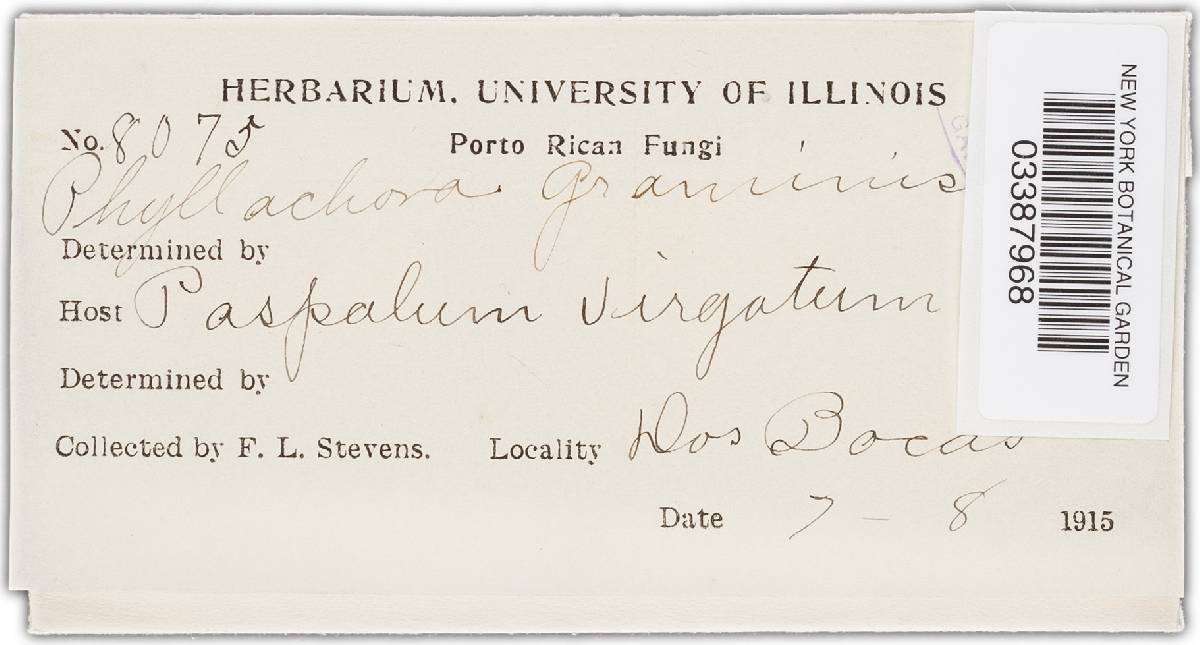 HERBARIUM. UNIVERSITY OF ILLINOIS
No. 8075 Porto Rican Fungi
Phyllachora graminis
Determined by
Host Paspalum virgatum
Determined by
Collected by F. L. Stevens. Locality Dos Bocas
Date 7 - 8 1915
NEW YORK BOTANICAL GARDEN
03387968